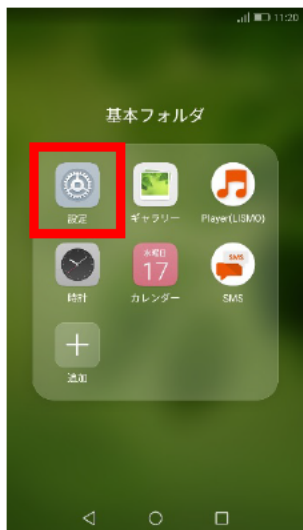 11:20
基本フォルダ
設定
ギャラリー
Player(LISMO)
水曜日
17
SMS
時計
カレンダー
SMS
追加